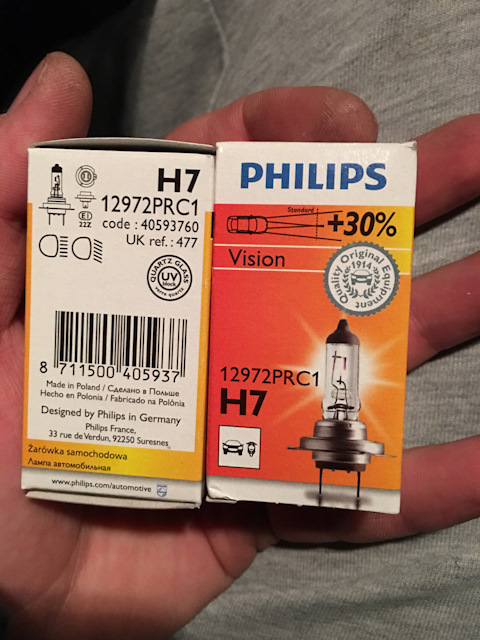 H7
12972PRC1
code : 40593760
UK ref.: 477
E1
22Z
QUARTZ GLASS
UV
block
verre quartz
8 711500 405937
Made in Poland / Сделано в Польше
Hecho en Polonia / Fabricado na Polônia
Designed by Philips in Germany
Philips France,
33 rue de Verdun, 92250 Suresnes
Żarówka samochodowa
Лампа автомобильная
www.philips.com/automotive
PHILIPS
Standard
+30%
Vision
Quality Original Equipment
1914
12972PRC1
H7